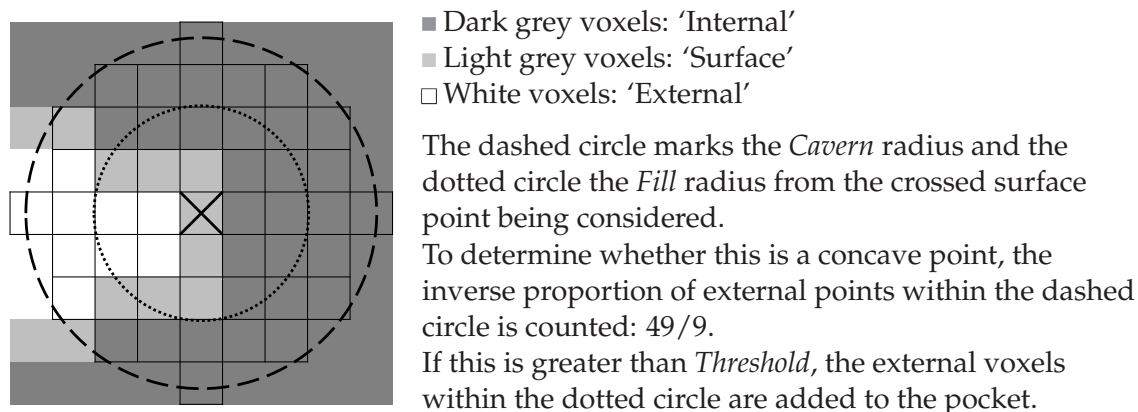 Dark grey voxels: ‘Internal’
Light grey voxels: ‘Surface’
White voxels: ‘External’
The dashed circle marks the Cavern radius and the
dotted circle the Fill radius from the crossed surface
point being considered.
To determine whether this is a concave point, the
inverse proportion of external points within the dashed
circle is counted: 49/9.
If this is greater than Threshold, the external voxels
within the dotted circle are added to the pocket.